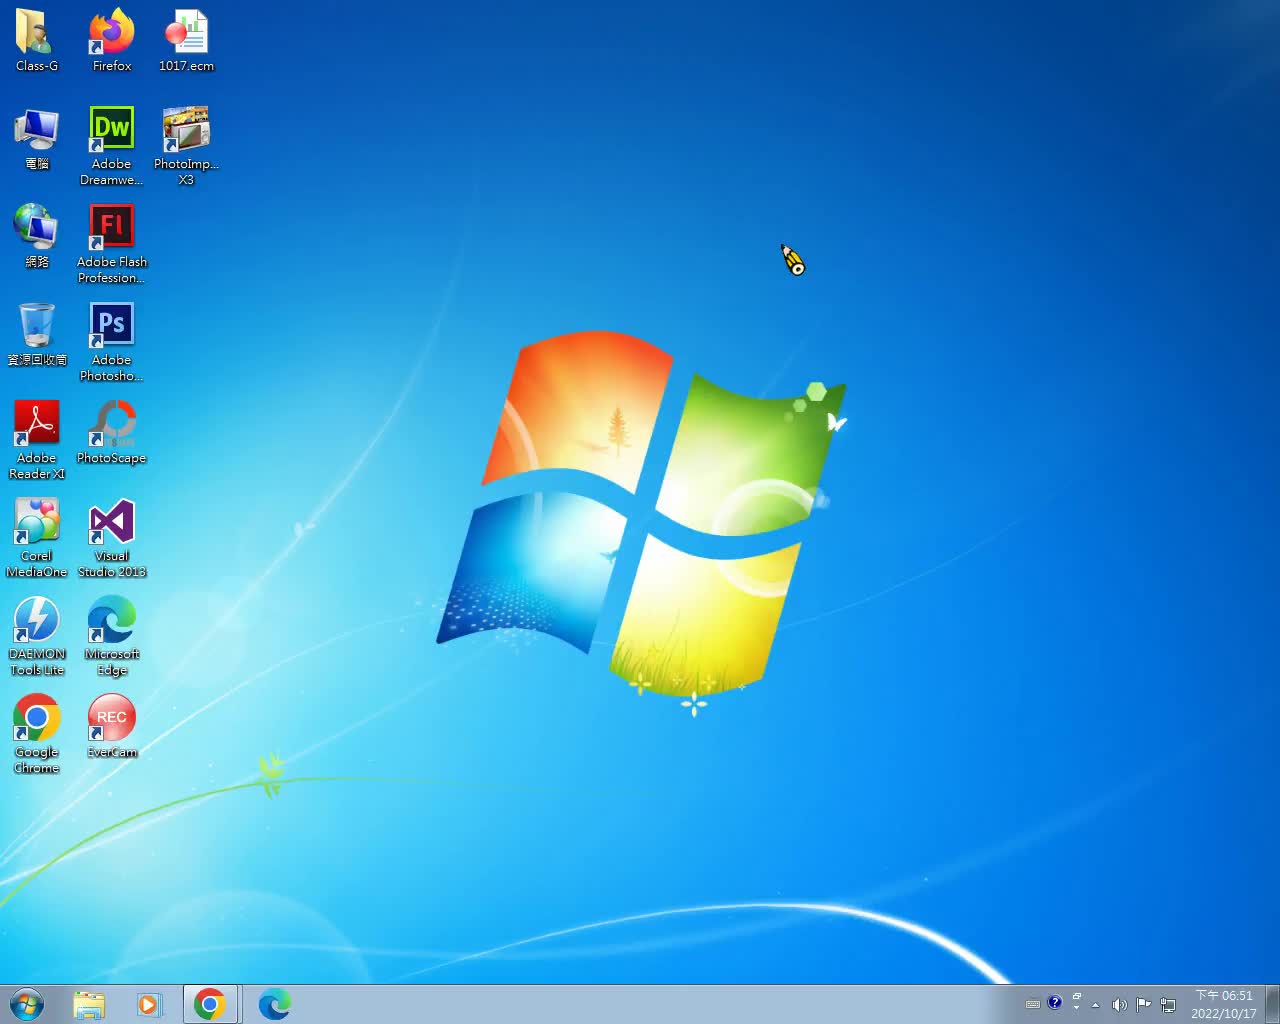 Class-G
Firefox
1017.ecm
電腦
Dw
Adobe
Dreamwe...
PhotoImp...
X3
網路
Fl
Adobe Flash
Profession...
資源回收筒
Ps
Adobe
Photosho...
Adobe
Reader XI
PhotoScape
Corel
MediaOne
Visual
Studio 2013
DAEMON
Tools Lite
Microsoft
Edge
Google
Chrome
REC
EverCam
下午 06:51
2022/10/17